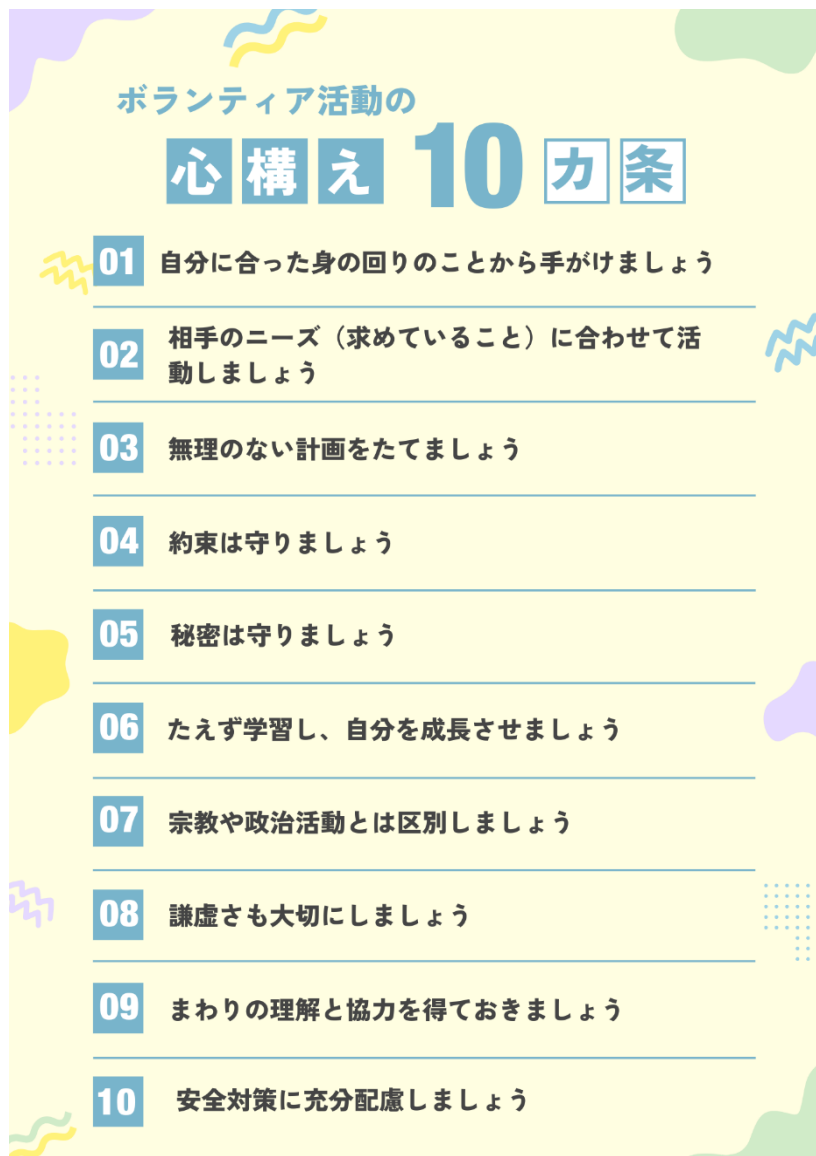 ボランティア活動の
心構え10カ条
01 自分に合った身の回りのことから手がけましょう
02 相手のニーズ（求めていること）に合わせて活
動しましょう
03 無理のない計画をたてましょう
04 約束は守りましょう
05 秘密は守りましょう
06 たえず学習し、自分を成長させましょう
07 宗教や政治活動とは区別しましょう
08 謙虚さも大切にしましょう
09 まわりの理解と協力を得ておきましょう
10 安全対策に充分配慮しましょう